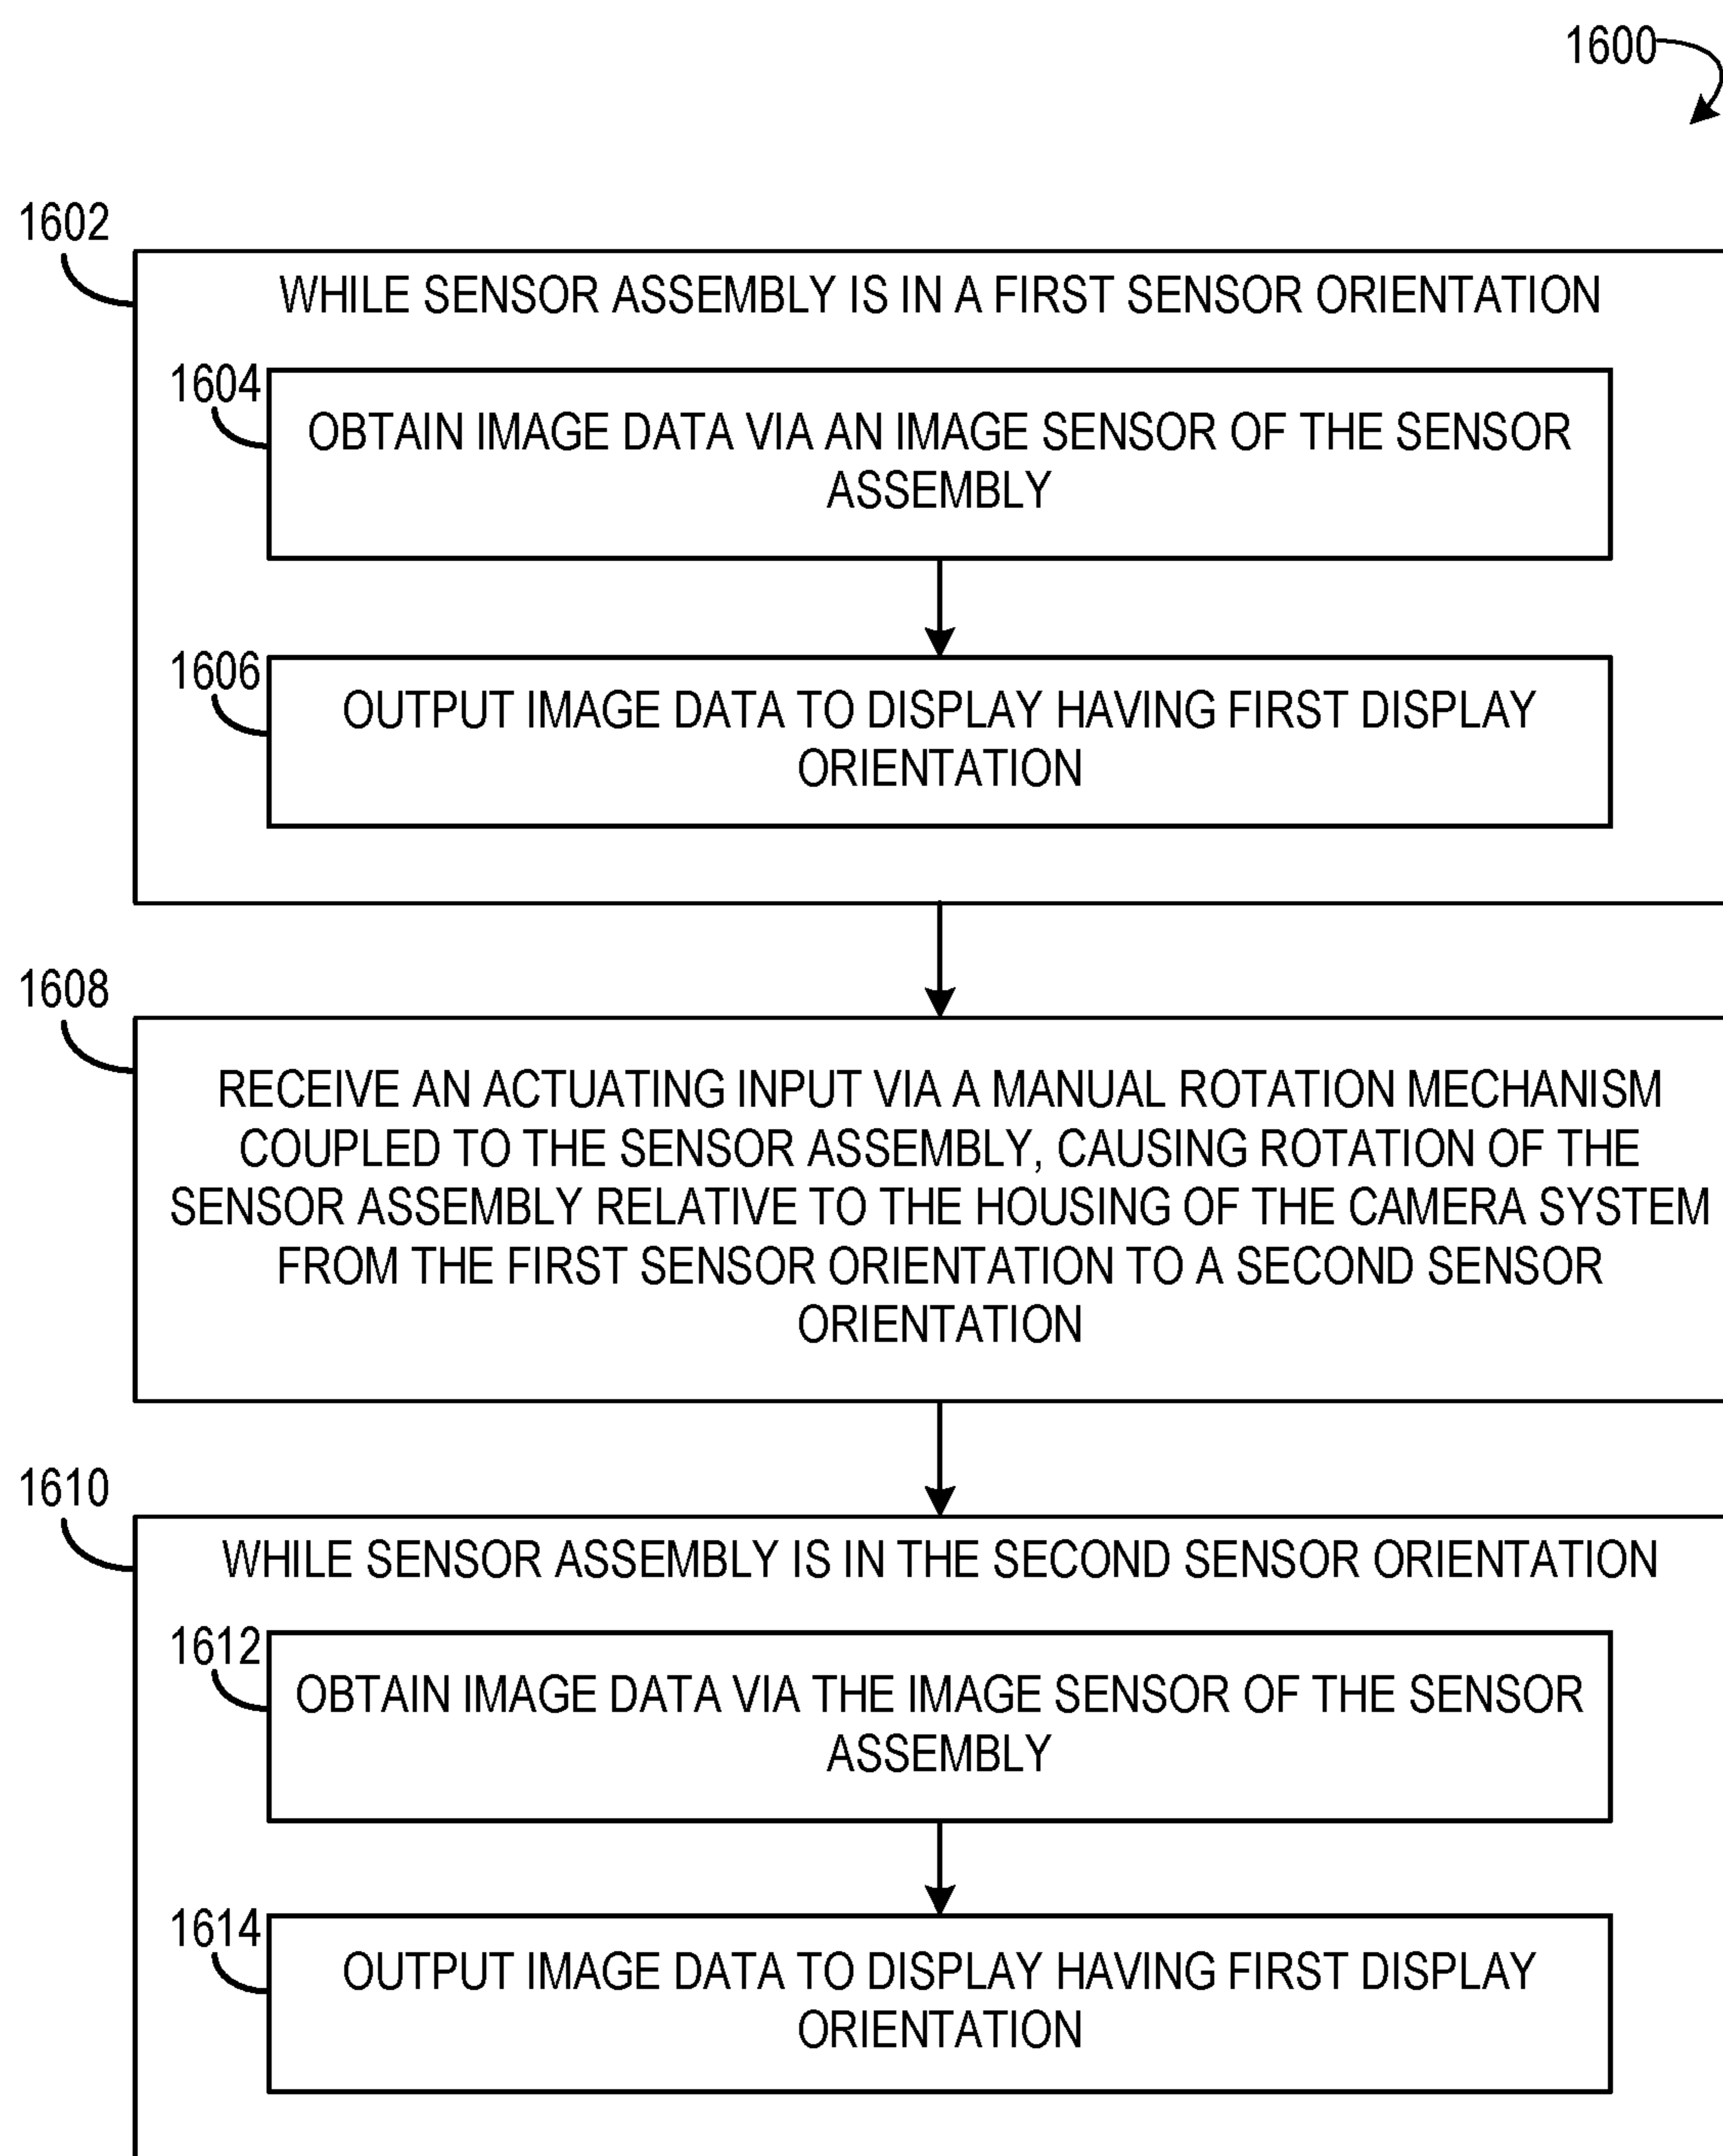 1600
1602
WHILE SENSOR ASSEMBLY IS IN A FIRST SENSOR ORIENTATION
1604
OBTAIN IMAGE DATA VIA AN IMAGE SENSOR OF THE SENSOR
ASSEMBLY
1606
OUTPUT IMAGE DATA TO DISPLAY HAVING FIRST DISPLAY
ORIENTATION
1608
RECEIVE AN ACTUATING INPUT VIA A MANUAL ROTATION MECHANISM
COUPLED TO THE SENSOR ASSEMBLY, CAUSING ROTATION OF THE
SENSOR ASSEMBLY RELATIVE TO THE HOUSING OF THE CAMERA SYSTEM
FROM THE FIRST SENSOR ORIENTATION TO A SECOND SENSOR
ORIENTATION
1610
WHILE SENSOR ASSEMBLY IS IN THE SECOND SENSOR ORIENTATION
1612
OBTAIN IMAGE DATA VIA THE IMAGE SENSOR OF THE SENSOR
ASSEMBLY
1614
OUTPUT IMAGE DATA TO DISPLAY HAVING FIRST DISPLAY
ORIENTATION